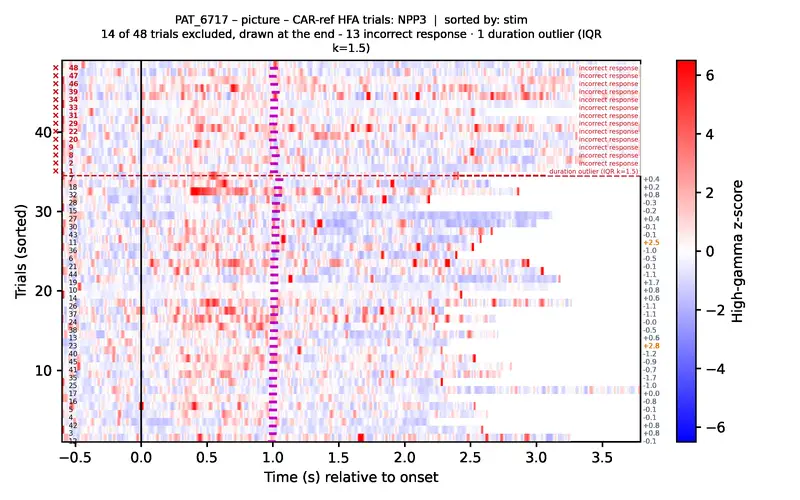 PAT_6717 – picture – CAR-ref HFA trials: NPP3 | sorted by: stim
14 of 48 trials excluded, drawn at the end - 13 incorrect response · 1 duration outlier (IQR
k=1.5)
× 48 incorrect response
× 47 incorrect response
× 46 incorrect response
× 39 incorrect response
× 34 incorrect response
× 33 incorrect response
× 31 incorrect response
× 29 incorrect response
× 22 incorrect response
× 20 incorrect response
× 9 incorrect response
× 8 incorrect response
× 2 incorrect response
× 1 duration outlier (IQR k=1.5)
+0.4
18 +0.2
32 +0.8
28 -0.3
15 -0.2
27 +0.4
30 -0.1
43 -0.1
11 +2.5
36 -1.0
6 -0.5
21 -0.1
44 -1.1
19 +1.7
10 +0.8
14 +0.6
26 -1.1
37 -1.1
24 -0.0
38 -0.5
13 +0.6
23 +2.8
40 -1.2
45 -0.9
41 -0.7
35 -1.7
25 -1.0
17 +0.0
16 -0.8
5 -0.1
4 -0.1
42 +0.8
3 +0.8
12 -0.1
40
30
20
10
Trials (sorted)
−0.5 0.0 0.5 1.0 1.5 2.0 2.5 3.0 3.5
Time (s) relative to onset
6
4
2
0
−2
−4
−6
High-gamma z-score